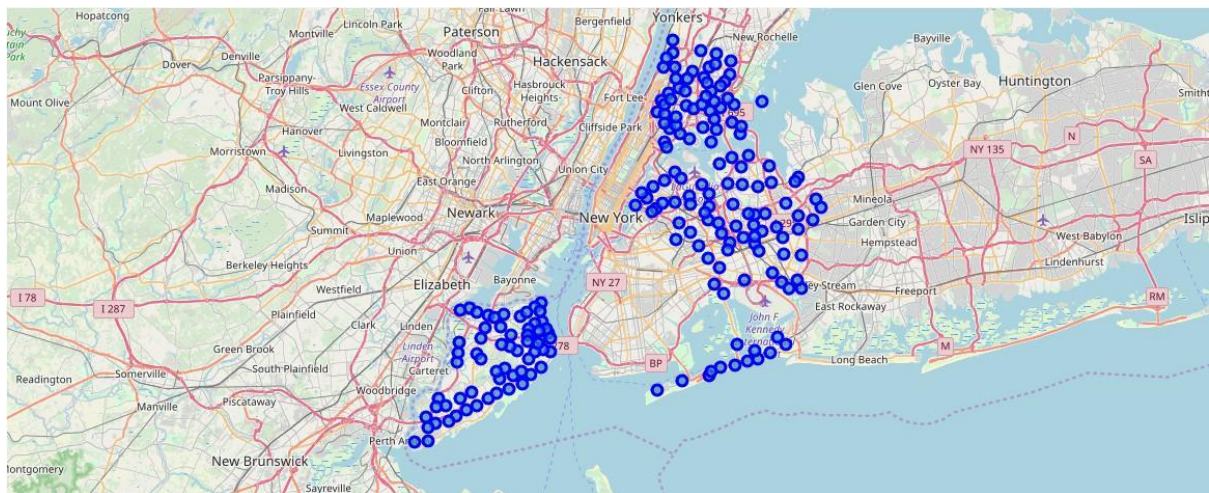 Hopatcong
Lincoln Park
Fair Lawn
Yonkers
Bergenfield
Montville
Paterson
New Rochelle
Bayville
Denville
Dover
Woodland Park
Hackensack
Parsippany-
Troy Hills
Essex County
Airport
Clifton
Hasbrouck
Heights
Fort Lee
Glen Cove
Oyster Bay
Huntington
Mount Olive
West Caldwell
Rutherford
Montclair
Cliffside Park
N
Hanover
Bloomfield
NY 135
SA
Morristown
Livingston
North Arlington
Union City
Madison
East Orange
Mineola
Maplewood
Newark
New York
Garden City
Summit
Union
Hempstead
West Babylon
Berkeley Heights
Bayonne
Lindenhurst
Elizabeth
NY 27
Freeport
I 78
Westfield
East Rockaway
RM
I 287
Plainfield
Clark
Linden
John F
Kennedy
Green Brook
Linden
Airport
BP
Long Beach
M
Somerville
South Plainfield
Carteret
Readington
Woodbridge
Manville
Piscataway
New Brunswick
Sayreville